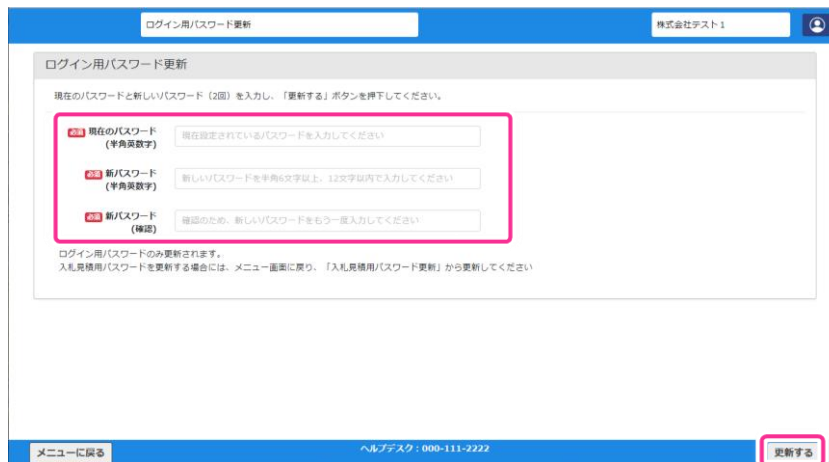 ログイン用パスワード更新
株式会社テスト1
ログイン用パスワード更新
現在のパスワードと新しいパスワード（2回）を入力し、「更新する」ボタンを押下してください。
必須 現在のパスワード
(半角英数字)
現在設定されているパスワードを入力してください
必須 新パスワード
(半角英数字)
新しいパスワードを半角6文字以上、12文字以内で入力してください
必須 新パスワード
(確認)
確認のため、新しいパスワードをもう一度入力してください
ログイン用パスワードのみ更新されます。
入札見積用パスワードを更新する場合には、メニュー画面に戻り、「入札見積用パスワード更新」から更新してください
メニューに戻る
ヘルプデスク：000-111-2222
更新する